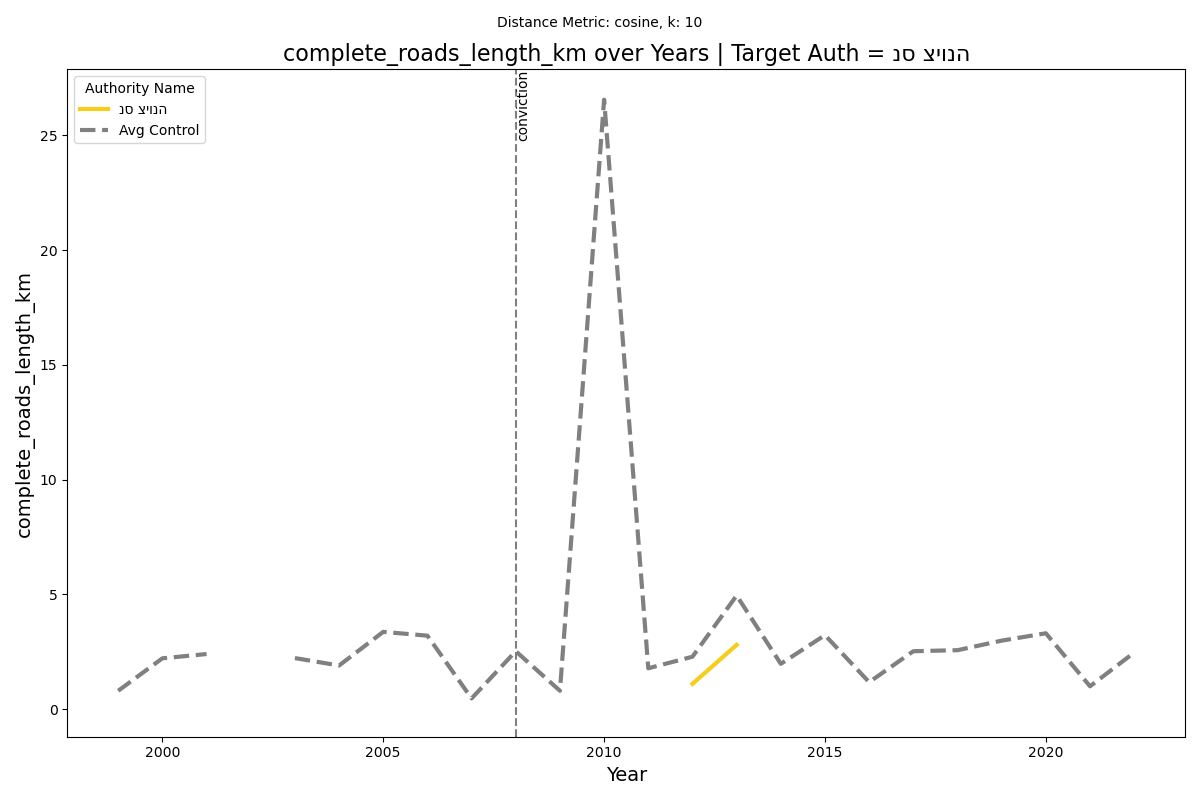 Distance Metric: cosine, k: 10
complete_roads_length_km over Years | Target Auth = נס ציונה
Authority Name
נס ציונה
Avg Control
conviction
complete_roads_length_km
25
20
15
10
5
0
2000 2005 2010 2015 2020
Year